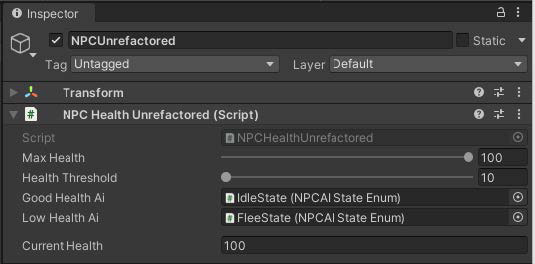 Inspector
NPCUnrefactored Static
Tag Untagged Layer Default
Transform
# NPC Health Unrefactored (Script)
Script # NPCHealthUnrefactored
Max Health 100
Health Threshold 10
Good Health Ai # IdleState (NPCAI State Enum)
Low Health Ai # FleeState (NPCAI State Enum)
Current Health 100